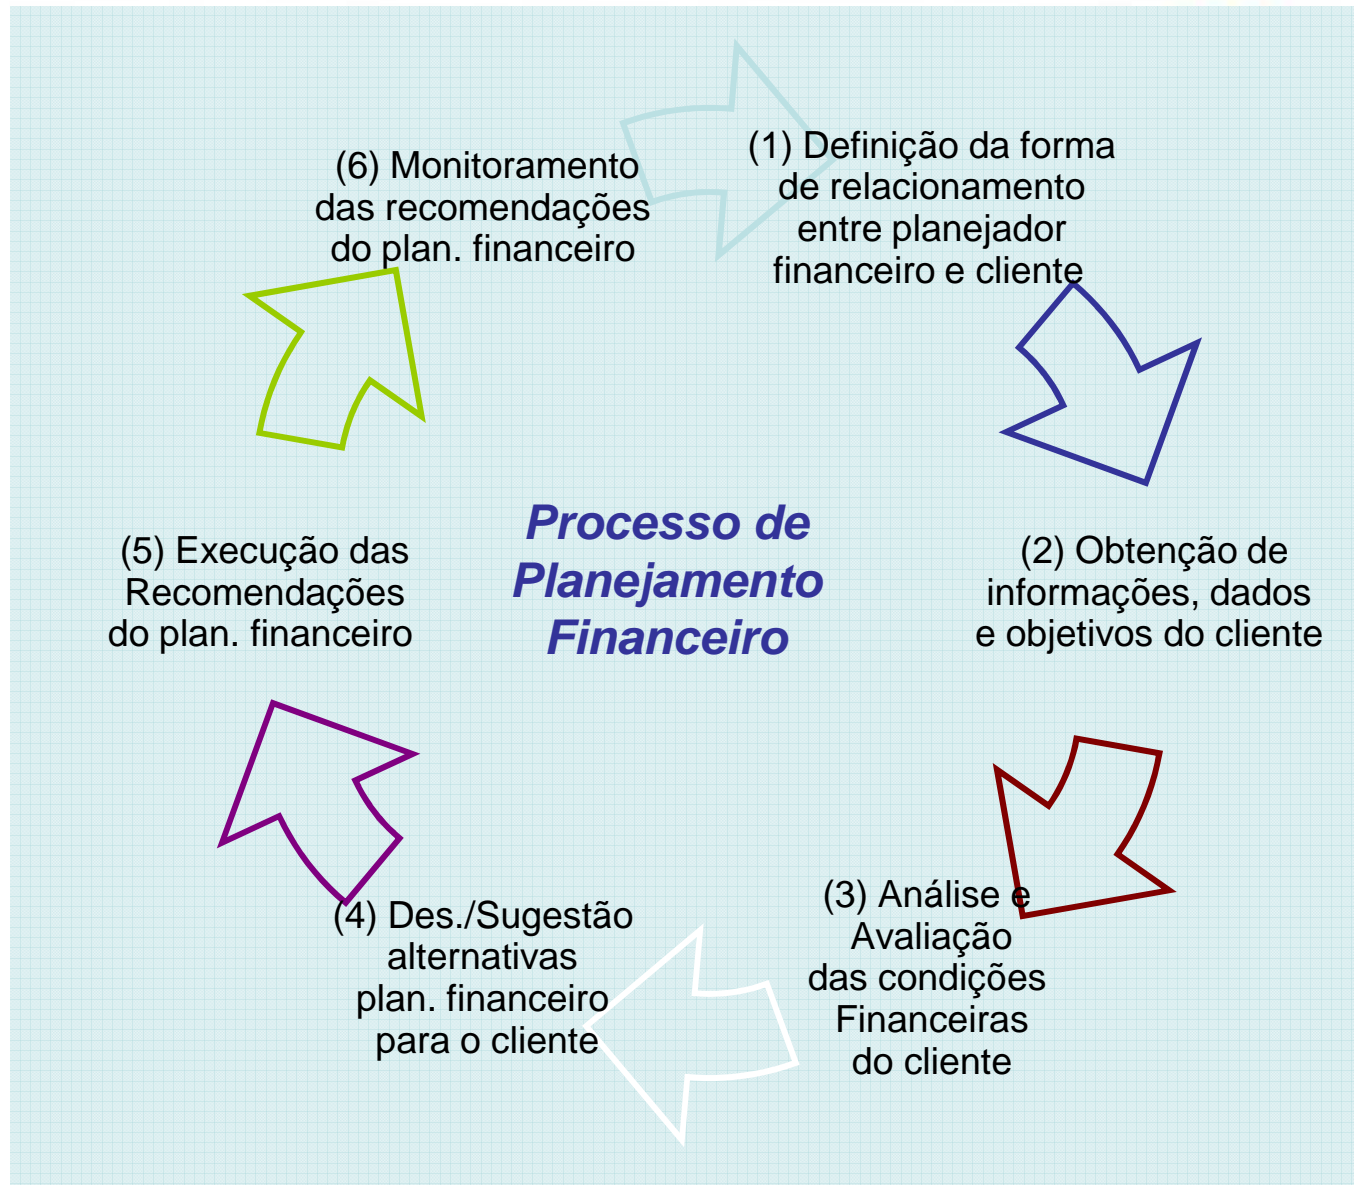 (1) Definição da forma
de relacionamento
entre planejador
financeiro e cliente
(2) Obtenção de
informações, dados
e objetivos do cliente
(3) Análise e
Avaliação
das condições
Financeiras
do cliente
(4) Des./Sugestão
alternativas
plan. financeiro
para o cliente
(5) Execução das
Recomendações
do plan. financeiro
(6) Monitoramento
das recomendações
do plan. financeiro
Processo de
Planejamento
Financeiro